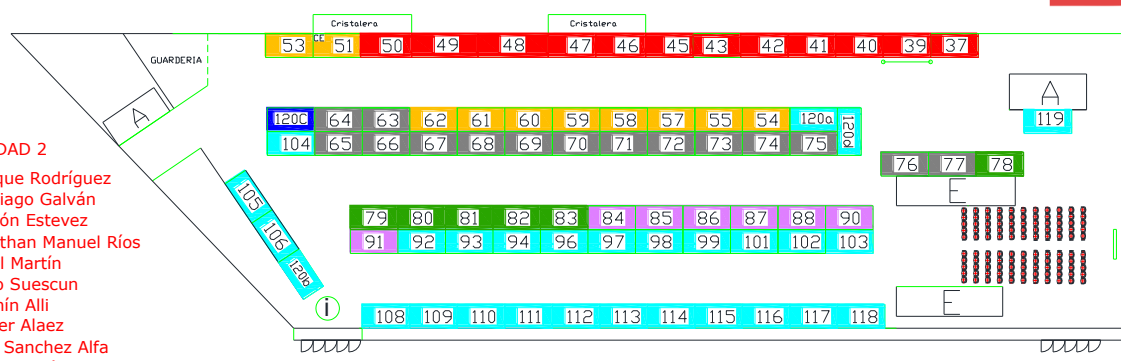 Cristalera Cristalera
53 CE 51 50 49 48 47 46 45 43 42 41 40 39 37
GUARDERIA
A
A
120C 64 63 62 61 60 59 58 57 55 54 120a 120d
119
104 65 66 67 68 69 70 71 72 73 74 75
DAD 2
76 77 78
que Rodríguez
E
iago Galván
105
79 80 81 82 83 84 85 86 87 88 90
ón Estevez
106
91 92 93 94 96 97 98 99 101 102 103
than Manuel Ríos
120b
l Martín
o Suescun
E
nín Alli
i
108 109 110 111 112 113 114 115 116 117 118
er Alaez
Sanchez Alfa